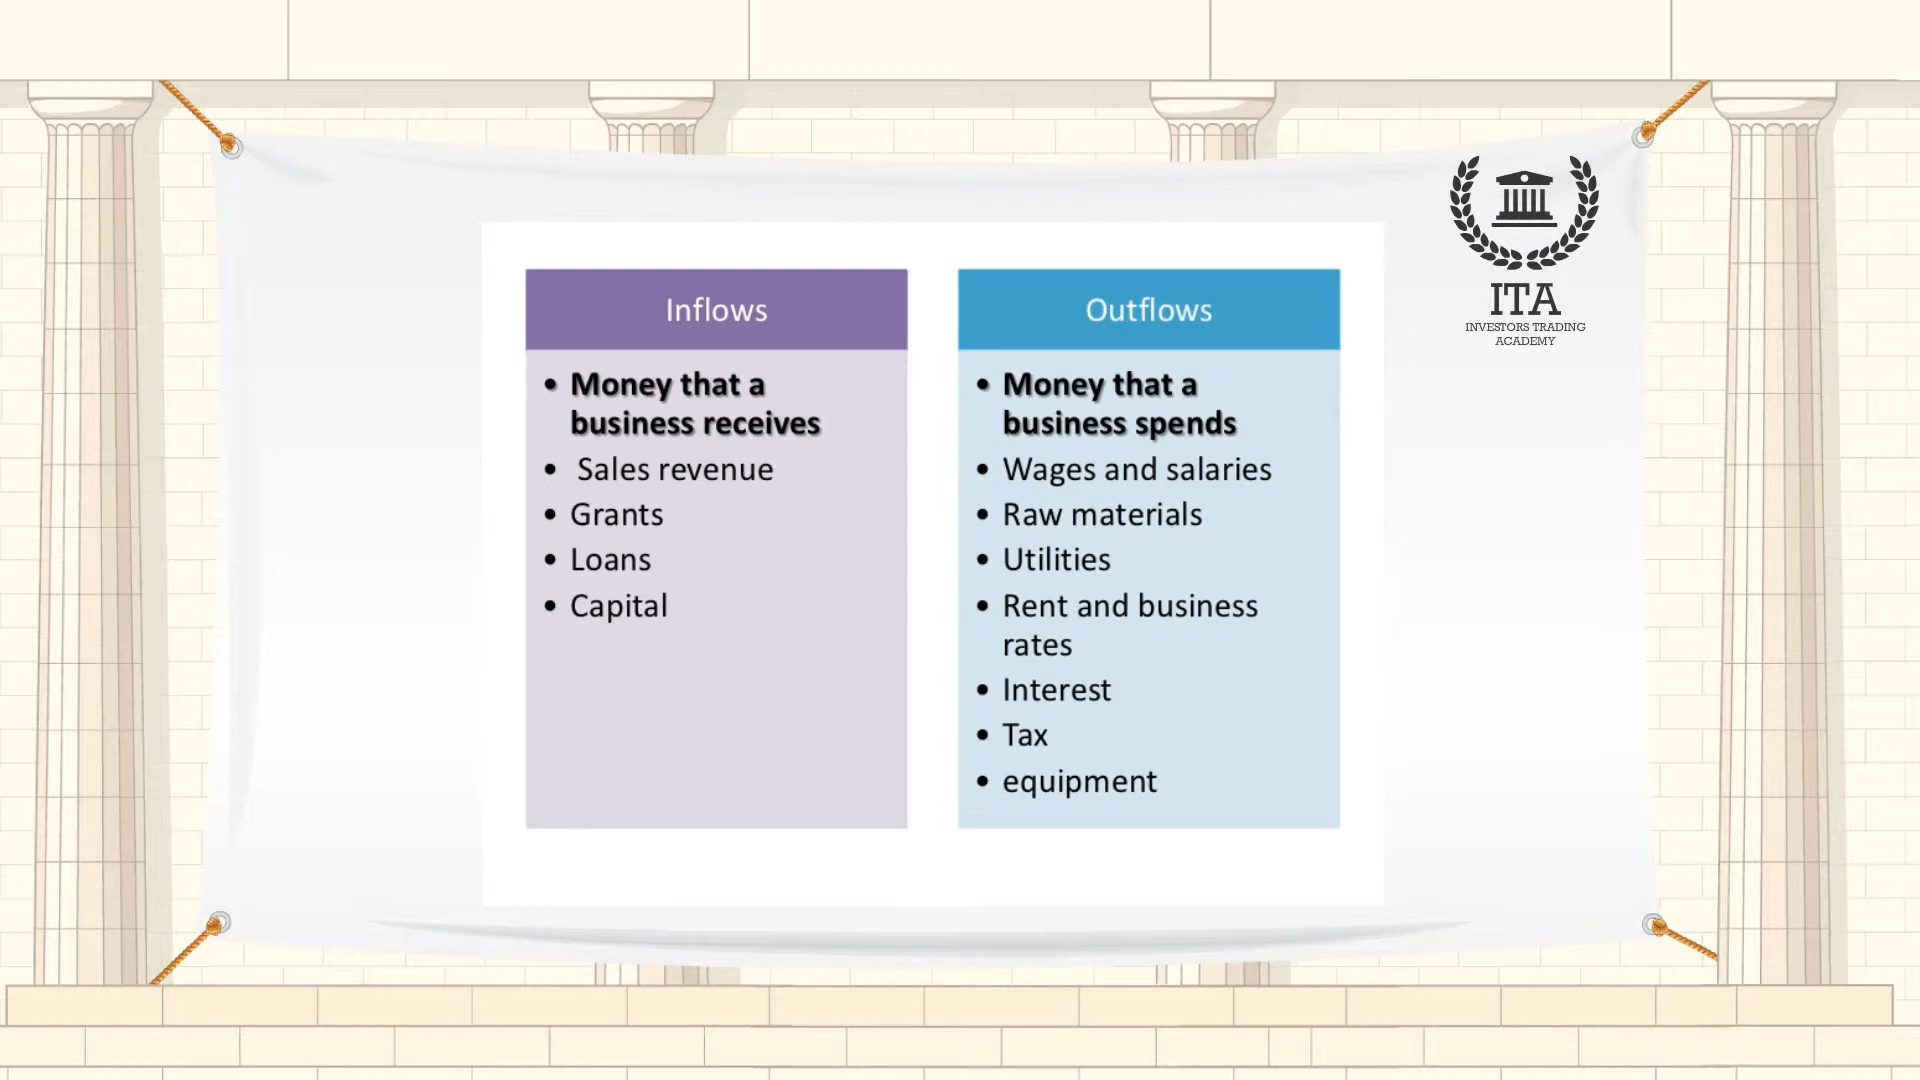 ITA
INVESTORS TRADING
ACADEMY
Inflows
• Money that a
business receives
• Sales revenue
• Grants
• Loans
• Capital
Outflows
• Money that a
business spends
• Wages and salaries
• Raw materials
• Utilities
• Rent and business
rates
• Interest
• Tax
• equipment